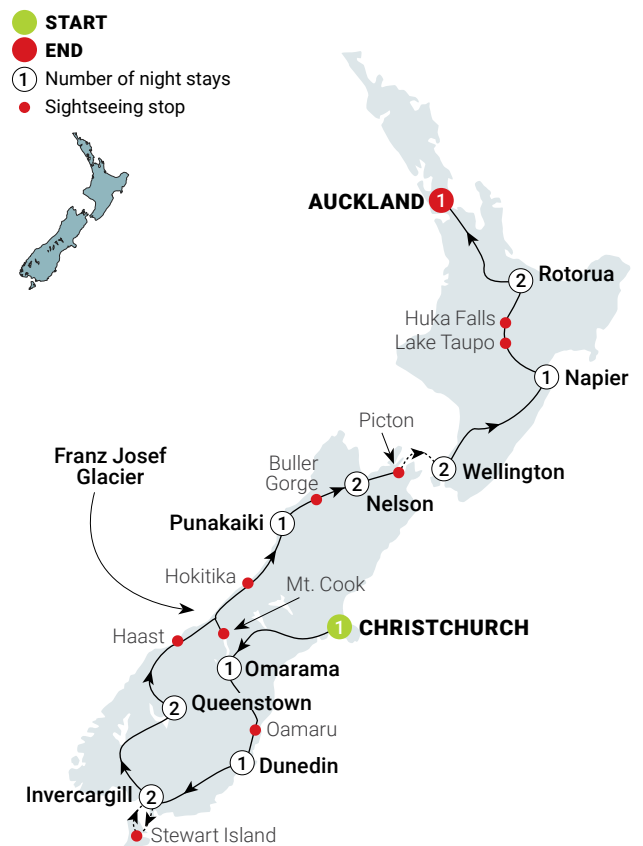 START
END
1 Number of night stays
Sightseeing stop
AUCKLAND 1
2 Rotorua
Huka Falls
Lake Taupo
1 Napier
Picton
2 Wellington
Franz Josef
Glacier
Buller
Gorge
2
Nelson
Punakaiki 1
Hokitika
Mt. Cook
1 CHRISTCHURCH
Haast
1 Omarama
2 Queenstown
Oamaru
1 Dunedin
Invercargill 2
Stewart Island